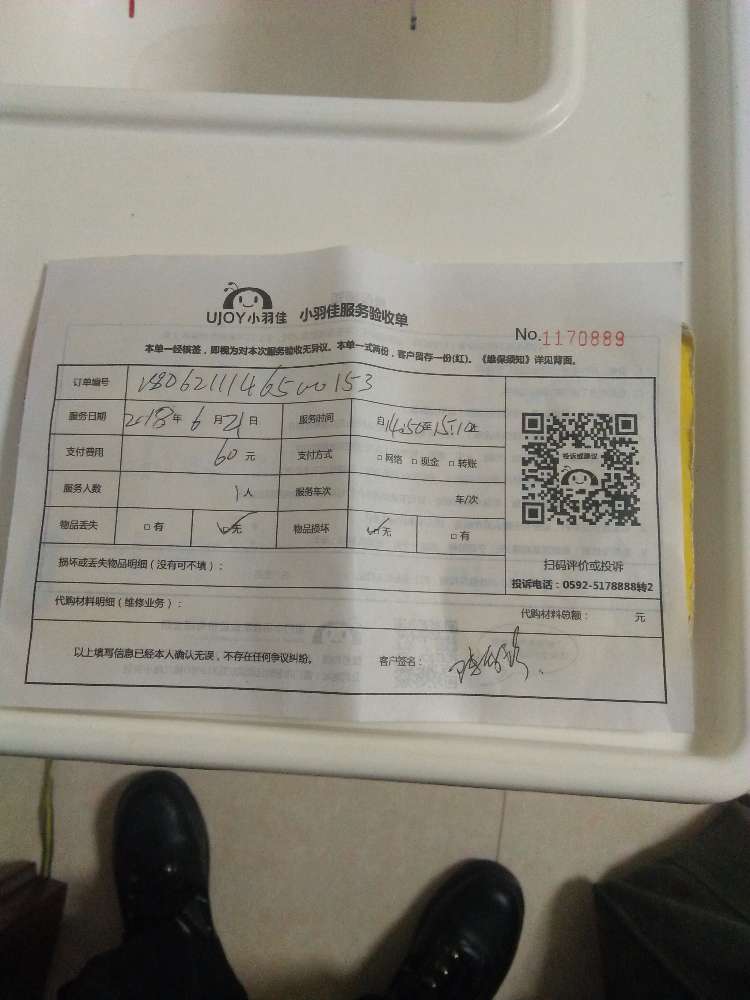 UJOY小羽佳 小羽佳服务验收单
No.1170889
本单一经核签，即视为对本次服务验收无异议。本单一式两份，客户留存一份(红)。《维保须知》详见背面。
订单编号
服务日期 2018年6月21日 服务时间 自14:50至15:10止
支付费用 60元 支付方式 □网络 □现金 □转账
服务人数 1人 服务车次 车/次
物品丢失 □有 ☑无 物品损坏 ☑无 □有
投诉或建议
扫码评价或投诉
投诉电话：0592-5178888转2
损坏或丢失物品明细（没有可不填）：
代购材料明细（维修业务）： 代购材料总额： 元
以上填写信息已经本人确认无误，不存在任何争议纠纷。 客户签名：